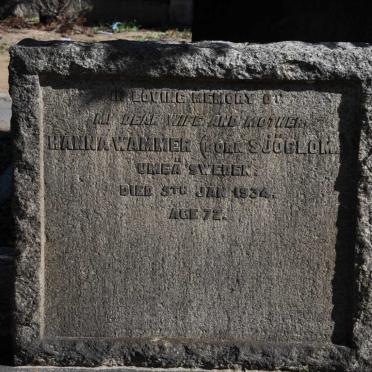 IN LOVING MEMORY OF
MY DEAR WIFE AND MOTHER
HANNA WAMMER (BORN SJÖGLOM)
UMEÅ SWEDEN.
DIED 5TH JAN 1934.
AGE 72.